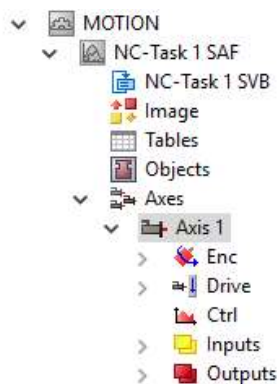 MOTION
NC-Task 1 SAF
NC-Task 1 SVB
Image
Tables
Objects
Axes
Axis 1
Enc
Drive
Ctrl
Inputs
Outputs